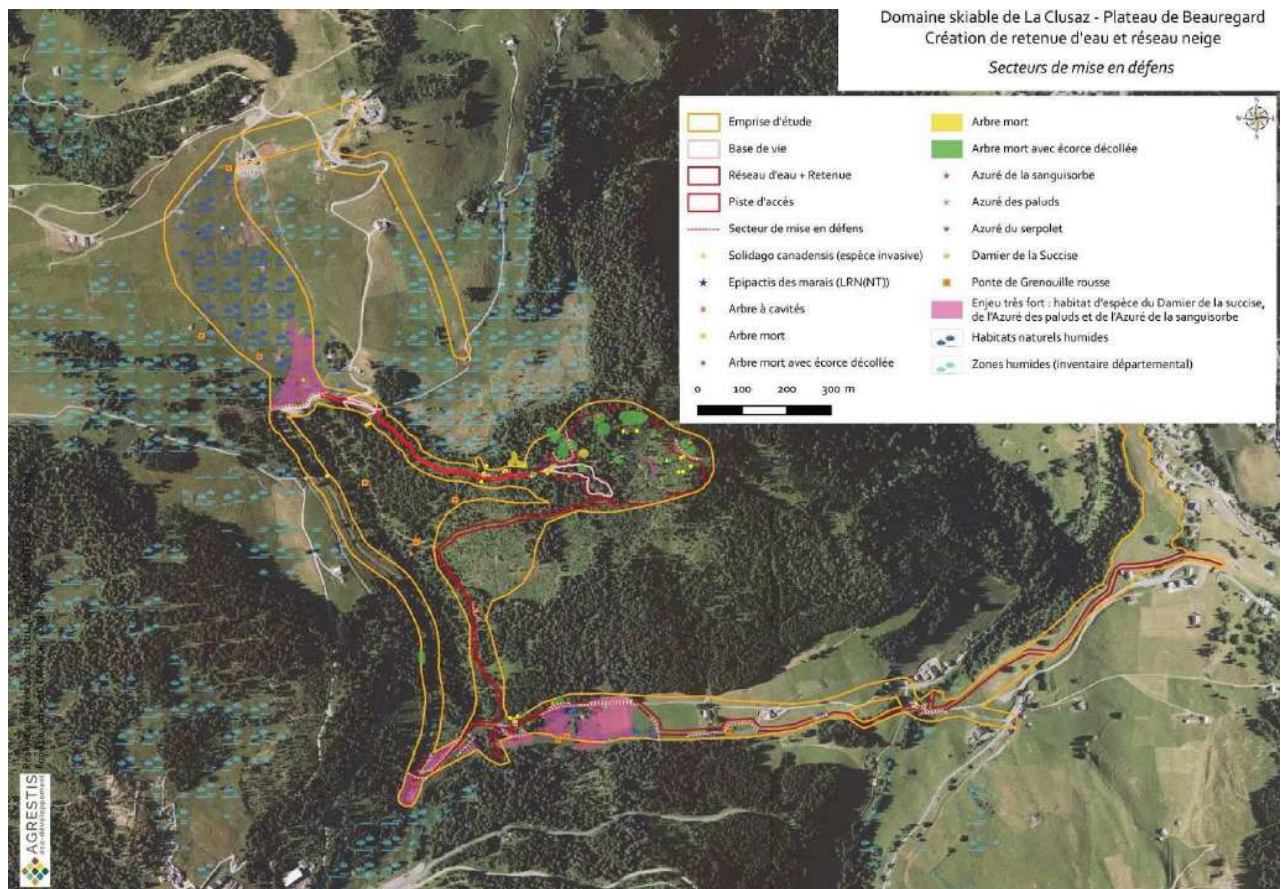 Domaine skiable de La Clusaz - Plateau de Beauregard
Création de retenue d'eau et réseau neige
Secteurs de mise en défens
Emprise d'étude
Base de vie
Réseau d'eau + Retenue
Piste d'accès
Secteur de mise en défens
Solidago canadensis (espèce invasive)
Epipactis des marais (LRN(NT))
Arbre à cavités
Arbre mort
Arbre mort avec écorce décollée
0 100 200 300 m
Arbre mort
Arbre mort avec écorce décollée
Azuré de la sanguisorbe
Azuré des paluds
Azuré du serpolet
Damier de la Succise
Ponte de Grenouille rousse
Enjeu très fort : habitat d'espèce du Damier de la succise,
de l'Azuré des paluds et de l'Azuré de la sanguisorbe
Habitats naturels humides
Zones humides (inventaire départemental)
AGRESTIS
éco-développement